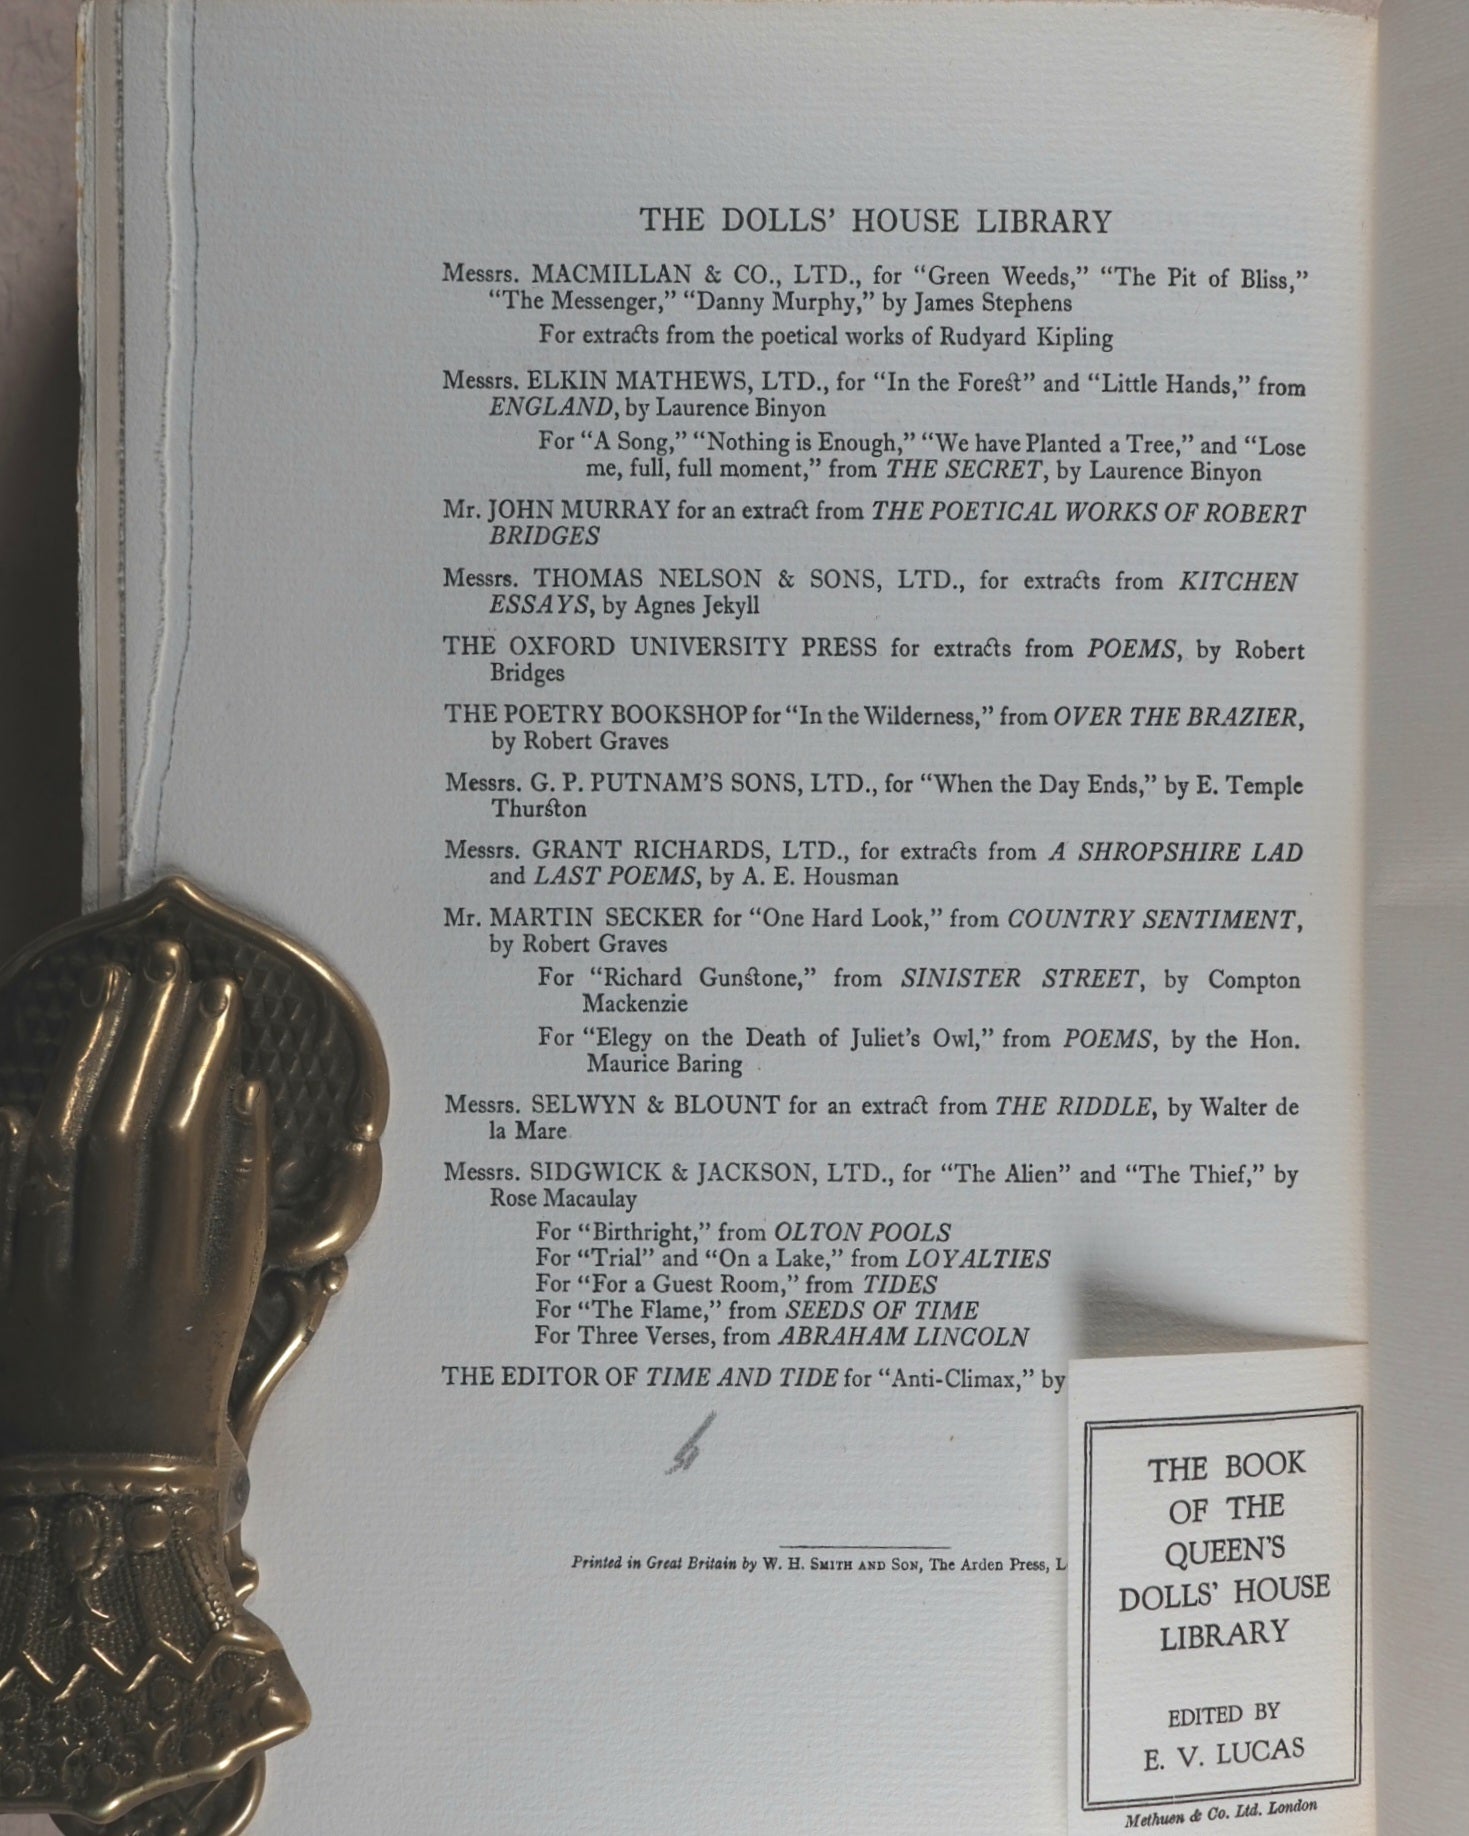 THE DOLLS’ HOUSE LIBRARY
Messrs. MACMILLAN & CO., LTD., for “Green Weeds,” “The Pit of Bliss,”
“The Messenger,” “Danny Murphy,” by James Stephens
For extracts from the poetical works of Rudyard Kipling
Messrs. ELKIN MATHEWS, LTD., for “In the Forest” and “Little Hands,” from
ENGLAND, by Laurence Binyon
For “A Song,” “Nothing is Enough,” “We have Planted a Tree,” and “Lose
me, full, full moment,” from THE SECRET, by Laurence Binyon
Mr. JOHN MURRAY for an extract from THE POETICAL WORKS OF ROBERT
BRIDGES
Messrs. THOMAS NELSON & SONS, LTD., for extracts from KITCHEN
ESSAYS, by Agnes Jekyll
THE OXFORD UNIVERSITY PRESS for extracts from POEMS, by Robert
Bridges
THE POETRY BOOKSHOP for “In the Wilderness,” from OVER THE BRAZIER,
by Robert Graves
Messrs. G. P. PUTNAM’S SONS, LTD., for “When the Day Ends,” by E. Temple
Thurston
Messrs. GRANT RICHARDS, LTD., for extracts from A SHROPSHIRE LAD
and LAST POEMS, by A. E. Housman
Mr. MARTIN SECKER for “One Hard Look,” from COUNTRY SENTIMENT,
by Robert Graves
For “Richard Gunstone,” from SINISTER STREET, by Compton
Mackenzie
For “Elegy on the Death of Juliet’s Owl,” from POEMS, by the Hon.
Maurice Baring
Messrs. SELWYN & BLOUNT for an extract from THE RIDDLE, by Walter de
la Mare
Messrs. SIDGWICK & JACKSON, LTD., for “The Alien” and “The Thief,” by
Rose Macaulay
For “Birthright,” from OLTON POOLS
For “Trial” and “On a Lake,” from LOYALTIES
For “For a Guest Room,” from TIDES
For “The Flame,” from SEEDS OF TIME
For Three Verses, from ABRAHAM LINCOLN
THE EDITOR OF TIME AND TIDE for “Anti-Climax,” by
Printed in Great Britain by W. H. SMITH AND SON, The Arden Press, L
THE BOOK
OF THE
QUEEN’S
DOLLS’ HOUSE
LIBRARY
EDITED BY
E. V. LUCAS
Methuen & Co. Ltd. London